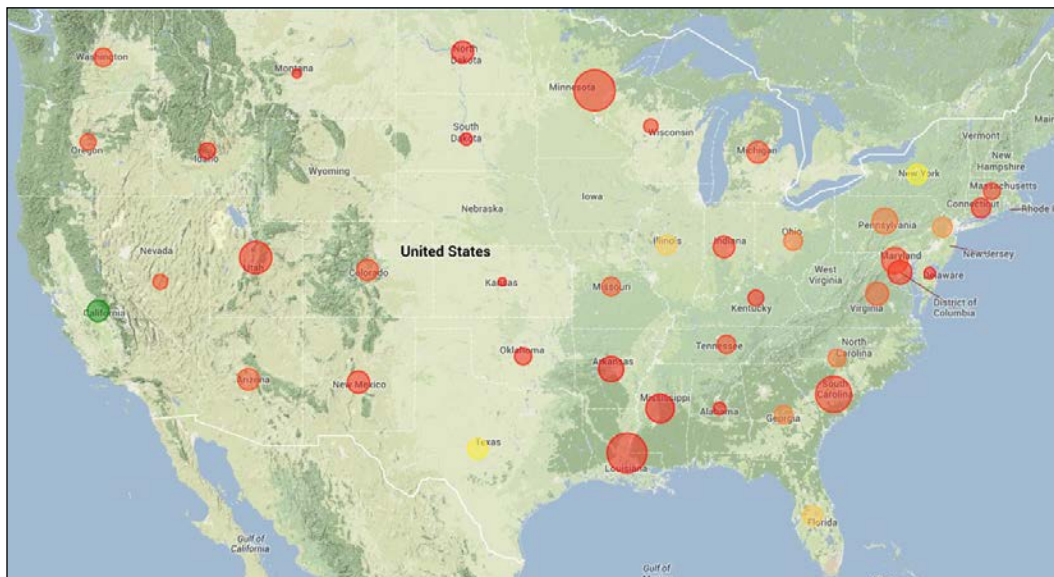 Washington
Montana
North
Dakota
Minnesota
Oregon
Idaho
South
Dakota
Wisconsin
Michigan
Vermont
Main
New
Hampshire
Wyoming
New York
Massachusetts
Iowa
Nebraska
Connecticut
Rhode
Pennsylvania
Nevada
Utah
United States
Illinois
Indiana
Ohio
New Jersey
Colorado
Kansas
Missouri
West
Virginia
Maryland
Delaware
California
Kentucky
Virginia
District of
Columbia
Oklahoma
Tennessee
North
Carolina
Arizona
New Mexico
Arkansas
South
Carolina
Mississippi
Alabama
Georgia
Texas
Louisiana
Florida
Gulf of
California
Gulf of